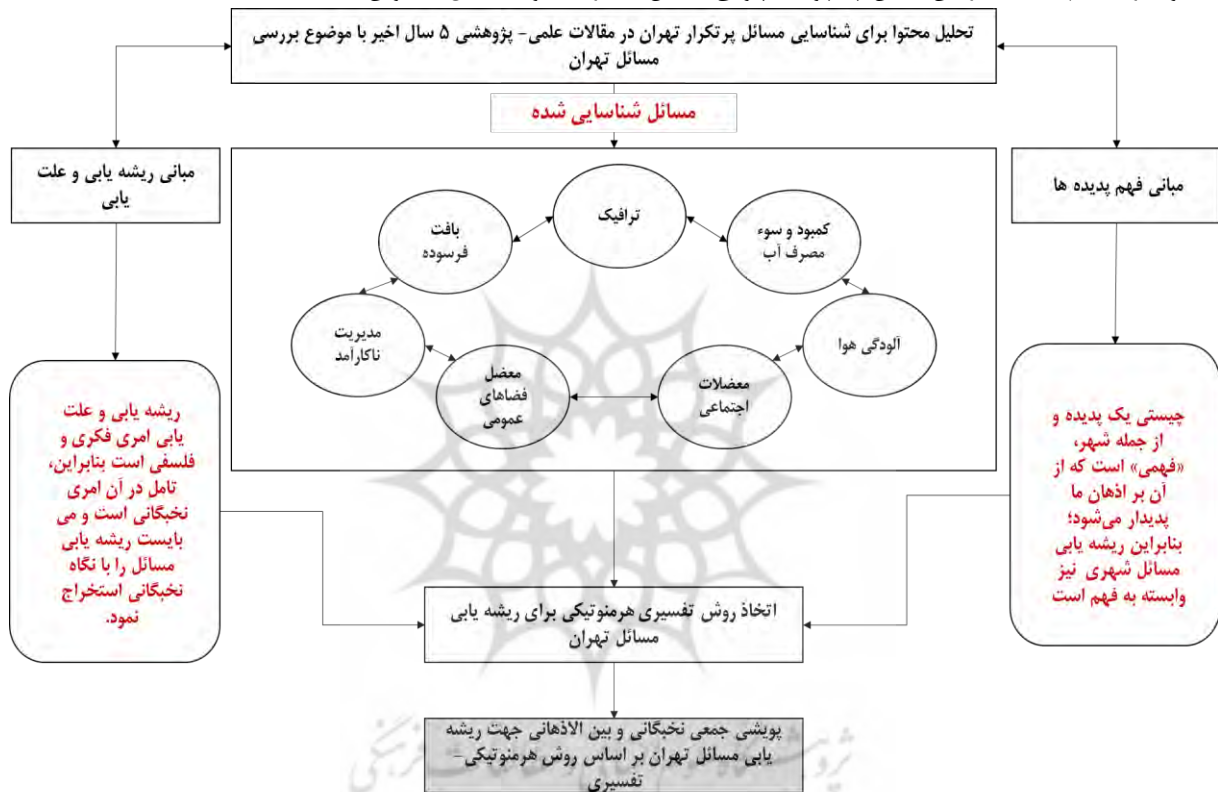 تحلیل محتوا برای شناسایی مسائل پرتکرار تهران در مقالات علمی- پژوهشی ۵ سال اخیر با موضوع بررسی
مسائل تهران
مسائل شناسایی شده
مبانی فهم پدیده ها
مبانی ریشه یابی و علت
یابی
ترافیک
کمبود و سوء
مصرف آب
آلودگی هوا
معضلات
اجتماعی
معضل
فضاهای
عمومی
مدیریت
ناکارآمد
بافت
فرسوده
چیستی یک پدیده و
از جمله شهر،
«فهمی» است که از
آن بر اذهان ما
پدیدار می‌شود؛
بنابراین ریشه یابی
مسائل شهری نیز
وابسته به فهم است
ریشه یابی و علت
یابی امری فکری و
فلسفی است بنابراین،
تامل در آن امری
نخبگانی است و می
بایست ریشه یابی
مسائل را با نگاه
نخبگانی استخراج
نمود.
اتخاذ روش تفسیری هرمنوتیکی برای ریشه یابی
مسائل تهران
پویشی جمعی نخبگانی و بین الاذهانی جهت ریشه
یابی مسائل تهران بر اساس روش هرمنوتیکی-
تفسیری